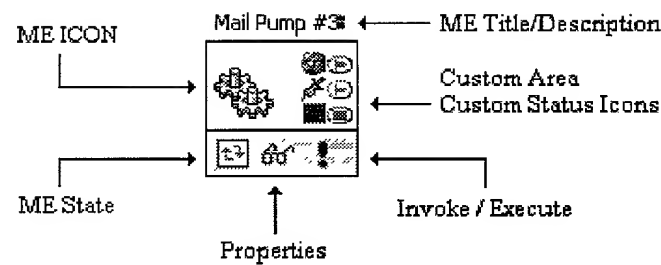 Mail Pump #3
ME Title/Description
ME ICON
Custom Area
Custom Status Icons
ME State
Invoke / Execute
Properties